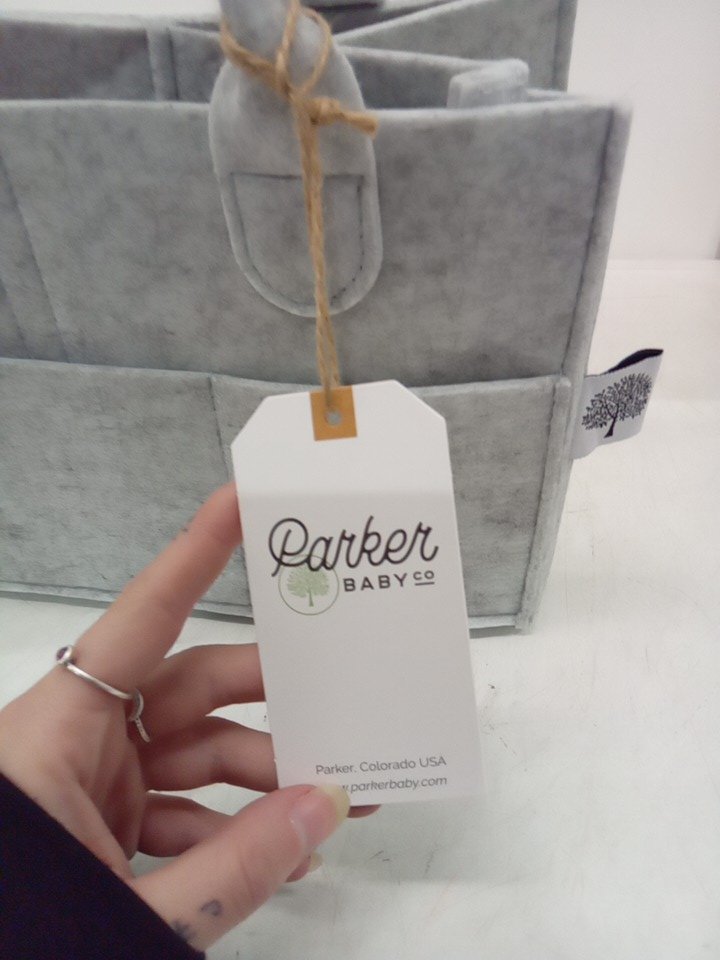 Parker
BABY CO
Parker, Colorado USA
w.parkerbaby.com